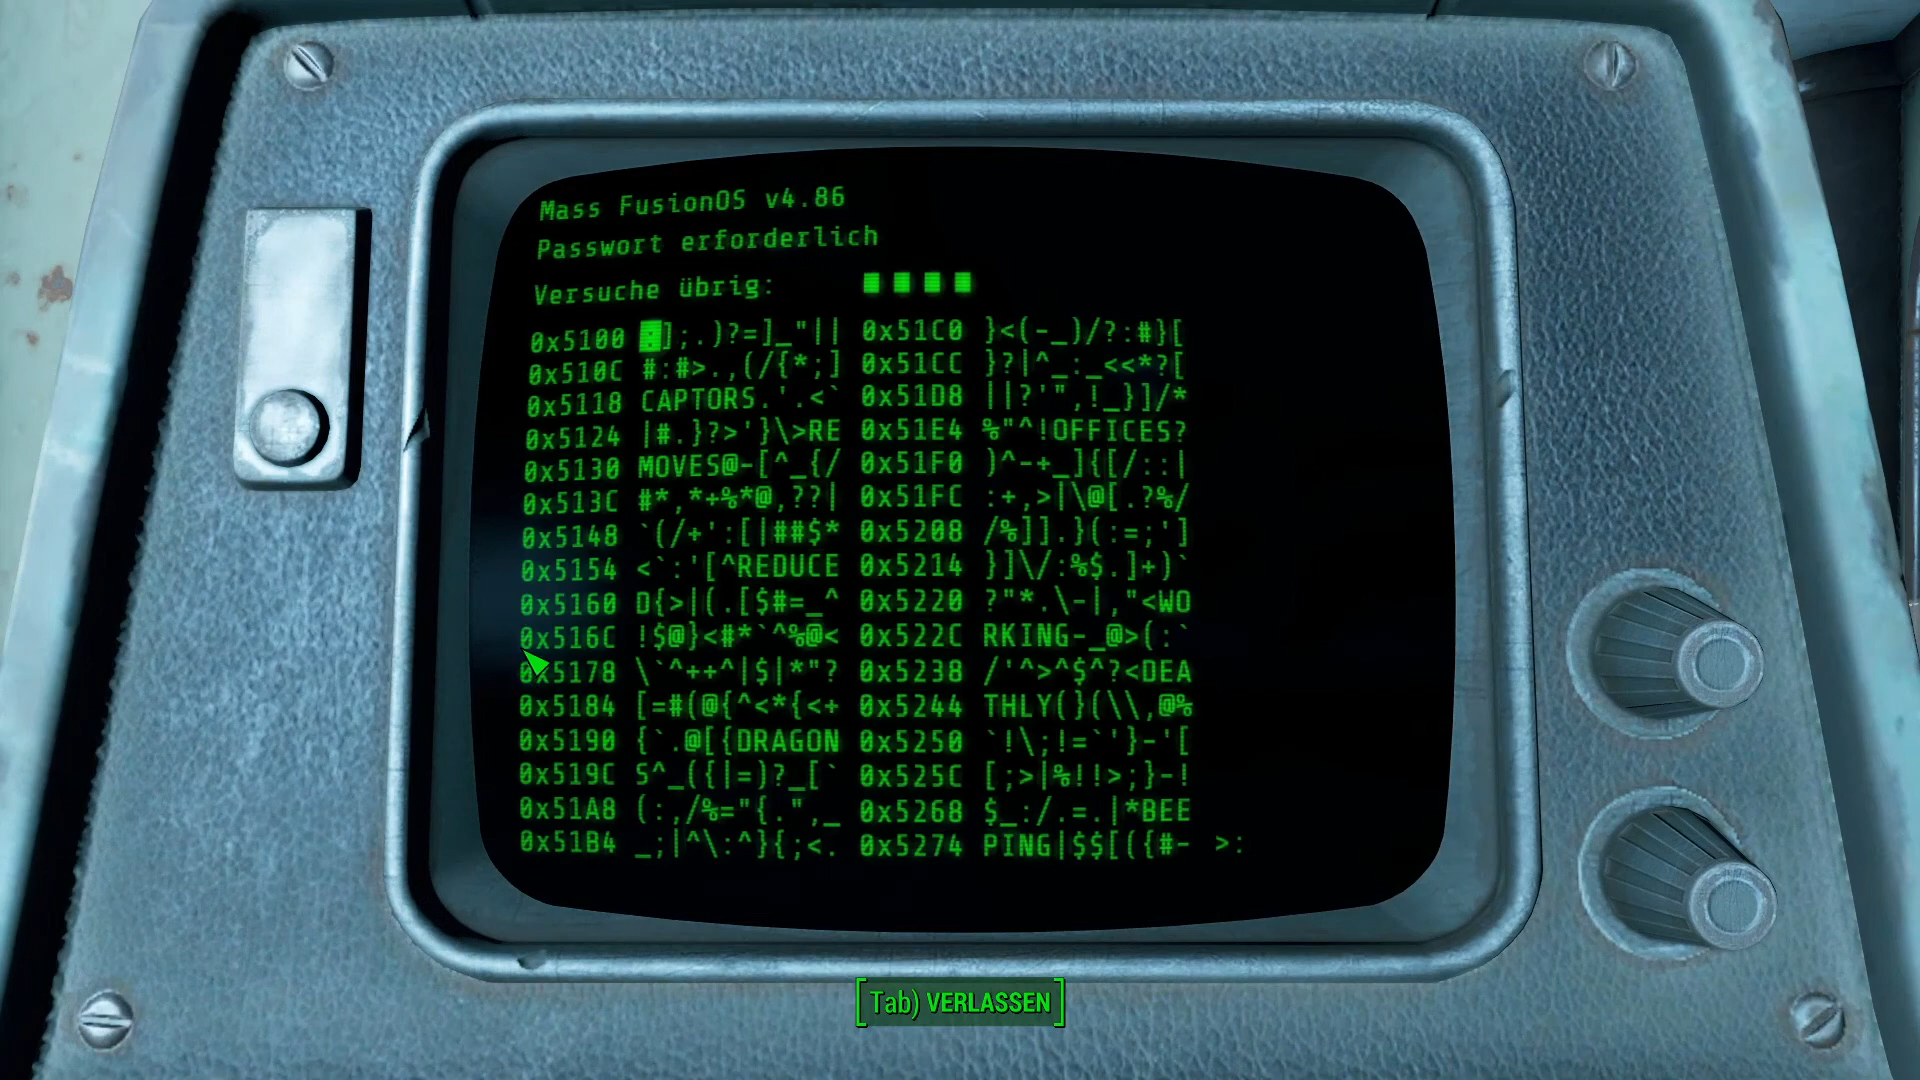 Mass FusionOS v4.86
Passwort erforderlich
Versuche übrig:
0x5100 ];.)?=]_"||
0x510C #:#>.,(/{*;]
0x5118 CAPTORS.'.<`
0x5124 |#.}?>'}\>RE
0x5130 MOVES@-[^_{/
0x513C #*,*+%*@,??|
0x5148 `(/+':[|##$*
0x5154 <`:'[^REDUCE
0x5160 D{>|(.[$#=_^
0x516C !$@}<#*`^%@<
0x5178 \`^++^|$|*"?
0x5184 [=#(@{^<*{<+
0x5190 {`.@[{DRAGON
0x519C S^_({|=)?_[`
0x51A8 (:,/%="{.",_
0x51B4 _;|^\:^}{;<.
0x51C0 }<(-_)/?:#}[
0x51CC }?|^_:_<<*?[
0x51D8 ||?'",!_}]/*
0x51E4 %"^!OFFICES?
0x51F0 )^-+_]{[/::|
0x51FC :+,>|\@[.?%/
0x5208 /%]].}(:=;']
0x5214 }]\/:%$.]+)`
0x5220 ?"*.\-|,"<WO
0x522C RKING-_@>(:`
0x5238 /'^>^$^?<DEA
0x5244 THLY(}(\\,@%
0x5250 `!\;!=`'}-'[
0x525C [;>|%!!>;}-!
0x5268 $_:/.=.|*BEE
0x5274 PING|$$[({#-
>:
[Tab) VERLASSEN]